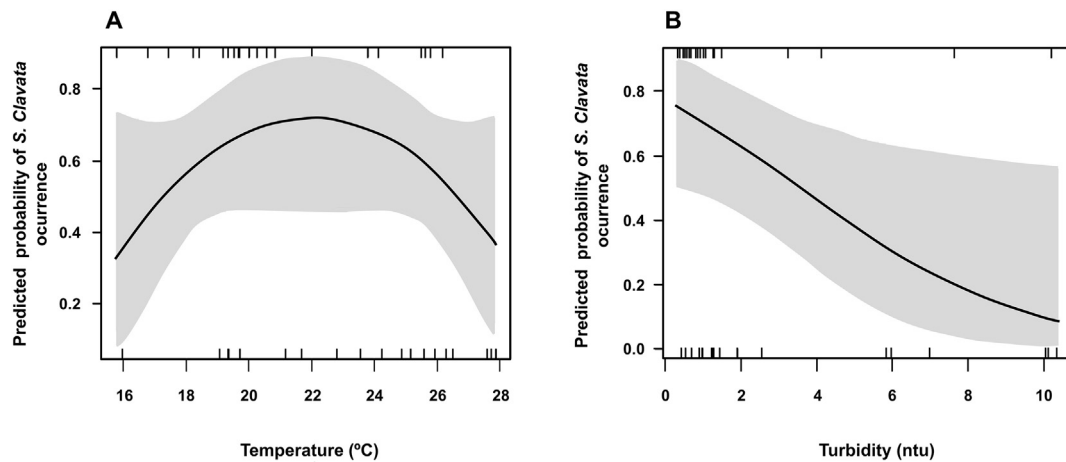 A
Predicted probability of S. Clavata
ocurrence
0.8
0.6
0.4
0.2
16 18 20 22 24 26 28
Temperature (ºC)
B
Predicted probability of S. Clavata
ocurrence
0.8
0.6
0.4
0.2
0.0
0 2 4 6 8 10
Turbidity (ntu)